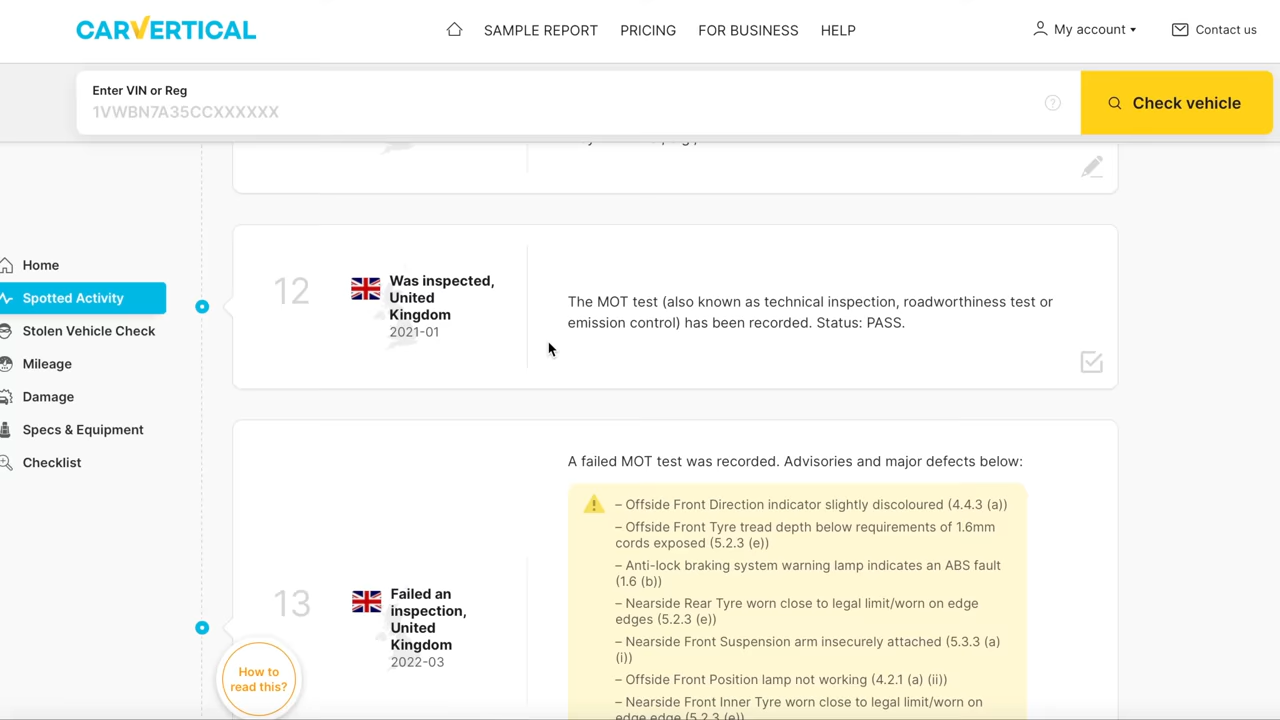 CARVERTICAL
SAMPLE REPORT
PRICING
FOR BUSINESS
HELP
My account
Contact us
Enter VIN or Reg
1VWBN7A35CCXXXXXX
?
Check vehicle
Home
Spotted Activity
Stolen Vehicle Check
Mileage
Damage
Specs & Equipment
Checklist
12
Was inspected,
United
Kingdom
2021-01
The MOT test (also known as technical inspection, roadworthiness test or
emission control) has been recorded. Status: PASS.
13
Failed an
inspection,
United
Kingdom
2022-03
A failed MOT test was recorded. Advisories and major defects below:
– Offside Front Direction indicator slightly discoloured (4.4.3 (a))
– Offside Front Tyre tread depth below requirements of 1.6mm
cords exposed (5.2.3 (e))
– Anti-lock braking system warning lamp indicates an ABS fault
(1.6 (b))
– Nearside Rear Tyre worn close to legal limit/worn on edge
edges (5.2.3 (e))
– Nearside Front Suspension arm insecurely attached (5.3.3 (a)
(i))
– Offside Front Position lamp not working (4.2.1 (a) (ii))
– Nearside Front Inner Tyre worn close to legal limit/worn on
edge edge (5.2.3 (e))
How to
read this?